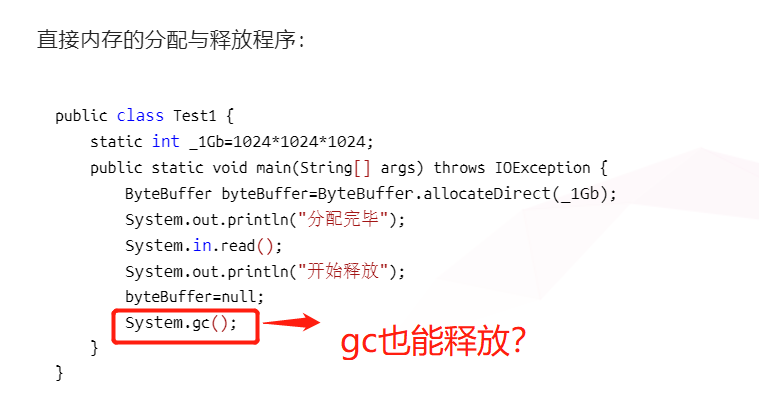 直接内存的分配与释放程序：
public class Test1 {
static int _1Gb=1024*1024*1024;
public static void main(String[] args) throws IOException {
ByteBuffer byteBuffer=ByteBuffer.allocateDirect(_1Gb);
System.out.println("分配完毕");
System.in.read();
System.out.println("开始释放");
byteBuffer=null;
System.gc();
gc也能释放？
}
}